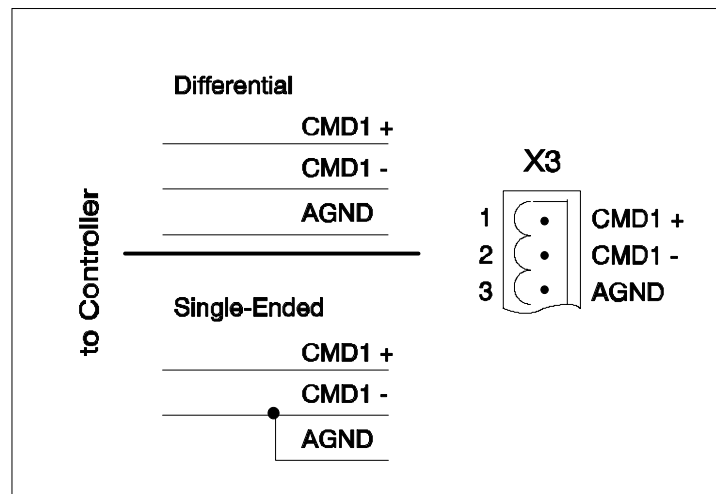 to Controller
Differential
CMD1 +
CMD1 -
AGND
Single-Ended
CMD1 +
CMD1 -
AGND
X3
1 CMD1 +
2 CMD1 -
3 AGND